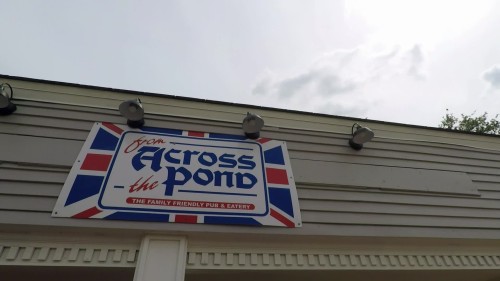 from
Across
the Pond
THE FAMILY FRIENDLY PUB & EATERY